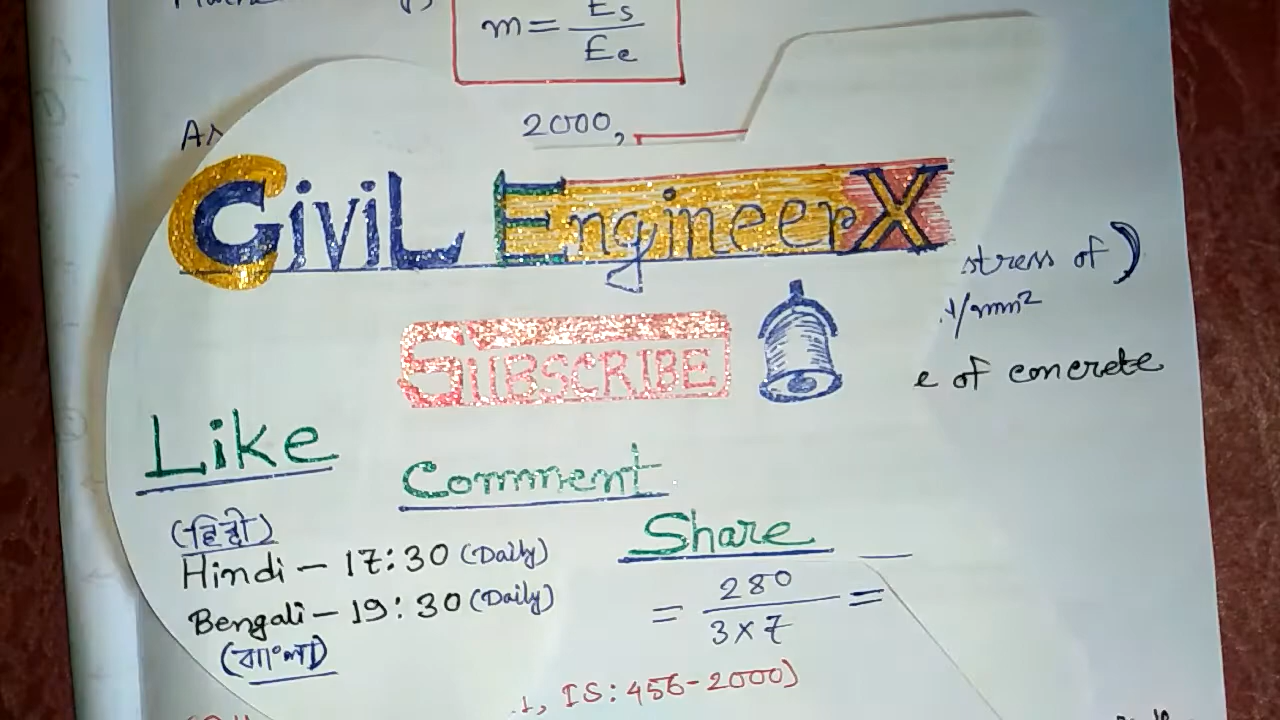 m = Es/Ee
2000,
Civil EngineerX
stress of )
/mm²
SUBSCRIBE
e of concrete
Like
Comment
(हिंदी)
Share
Hindi – 17:30 (Daily)
= 280/3×7 =
Bengali – 19:30 (Daily)
(বাংলা)
, IS: 456-2000)